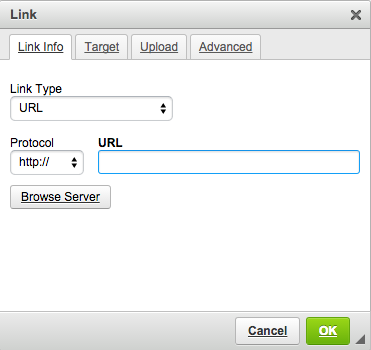 Link
Link Info Target Upload Advanced
Link Type
URL
Protocol URL
http://
Browse Server
Cancel OK